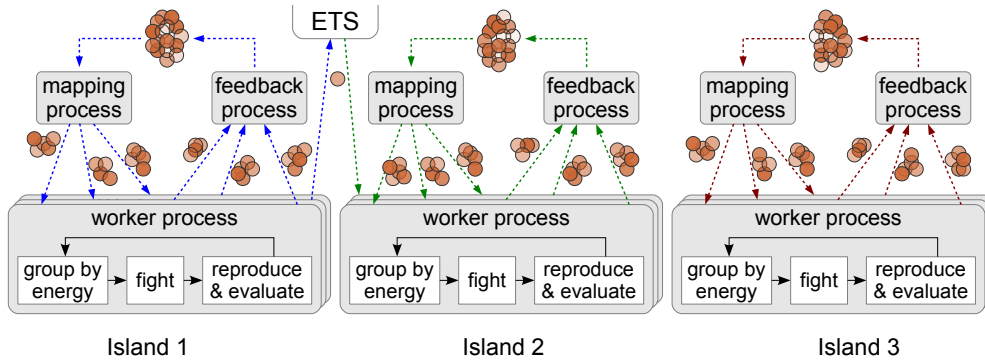 ETS
mapping
process
feedback
process
mapping
process
feedback
process
mapping
process
feedback
process
worker process
group by
energy
fight
reproduce
& evaluate
worker process
group by
energy
fight
reproduce
& evaluate
worker process
group by
energy
fight
reproduce
& evaluate
Island 1
Island 2
Island 3